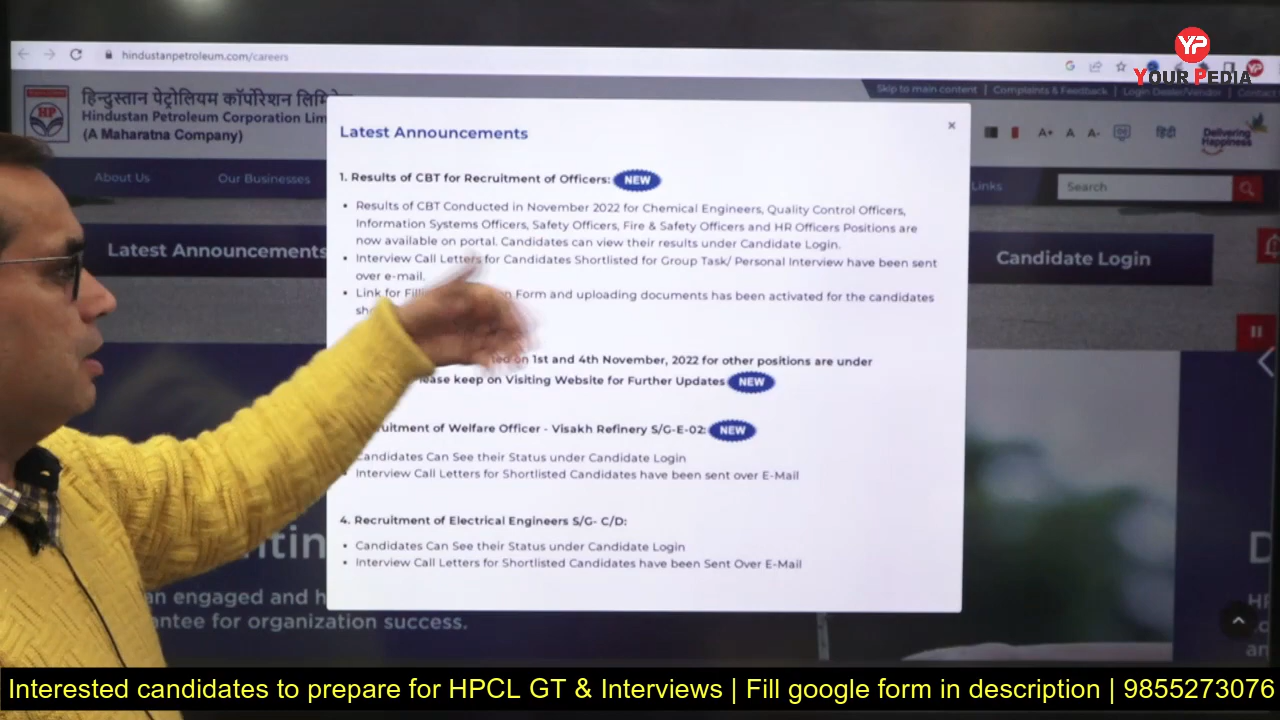 hindustanpetroleum.com/careers
YP
YP
YOUR PEDIA
Skip to main content | Complaints & Feedback | Login Dealer/Vendor | Contact
HP
हिन्दुस्तान पेट्रोलियम कॉर्पोरेशन
Hindustan Petroleum Corporation Lim
(A Maharatna Company)
A+ A A-
हिंदी
Delivering
Happiness
About Us
Our Businesses
Links
Search
Latest Announcements
Candidate Login
Latest Announcements
×
1. Results of CBT for Recruitment of Officers: NEW
Results of CBT Conducted in November 2022 for Chemical Engineers, Quality Control Officers,
Information Systems Officers, Safety Officers, Fire & Safety Officers and HR Officers Positions are
now available on portal. Candidates can view their results under Candidate Login.
Interview Call Letters for Candidates Shortlisted for Group Task/ Personal Interview have been sent
over e-mail.
Link for Form and uploading documents has been activated for the candidates
on 1st and 4th November, 2022 for other positions are under
keep on Visiting Website for Further Updates NEW
of Welfare Officer - Visakh Refinery S/G-E-02: NEW
Candidates Can See their Status under Candidate Login
Interview Call Letters for Shortlisted Candidates have been sent over E-Mail
4. Recruitment of Electrical Engineers S/G- C/D:
Candidates Can See their Status under Candidate Login
Interview Call Letters for Shortlisted Candidates have been Sent Over E-Mail
an engaged and h
for organization success.
Interested candidates to prepare for HPCL GT & Interviews | Fill google form in description | 9855273076